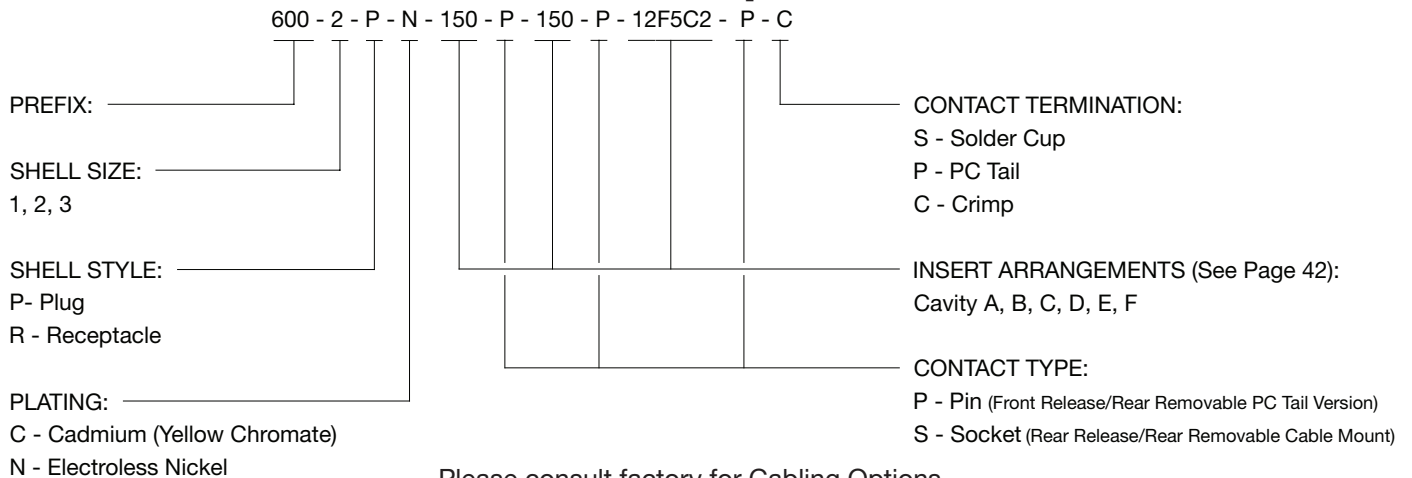 600 - 2 - P - N - 150 - P - 150 - P - 12F5C2 - P - C
PREFIX:
SHELL SIZE:
1, 2, 3
SHELL STYLE:
P- Plug
R - Receptacle
PLATING:
C - Cadmium (Yellow Chromate)
N - Electroless Nickel
CONTACT TERMINATION:
S - Solder Cup
P - PC Tail
C - Crimp
INSERT ARRANGEMENTS (See Page 42):
Cavity A, B, C, D, E, F
CONTACT TYPE:
P - Pin (Front Release/Rear Removable PC Tail Version)
S - Socket (Rear Release/Rear Removable Cable Mount)
Please consult factory for Cabling Options